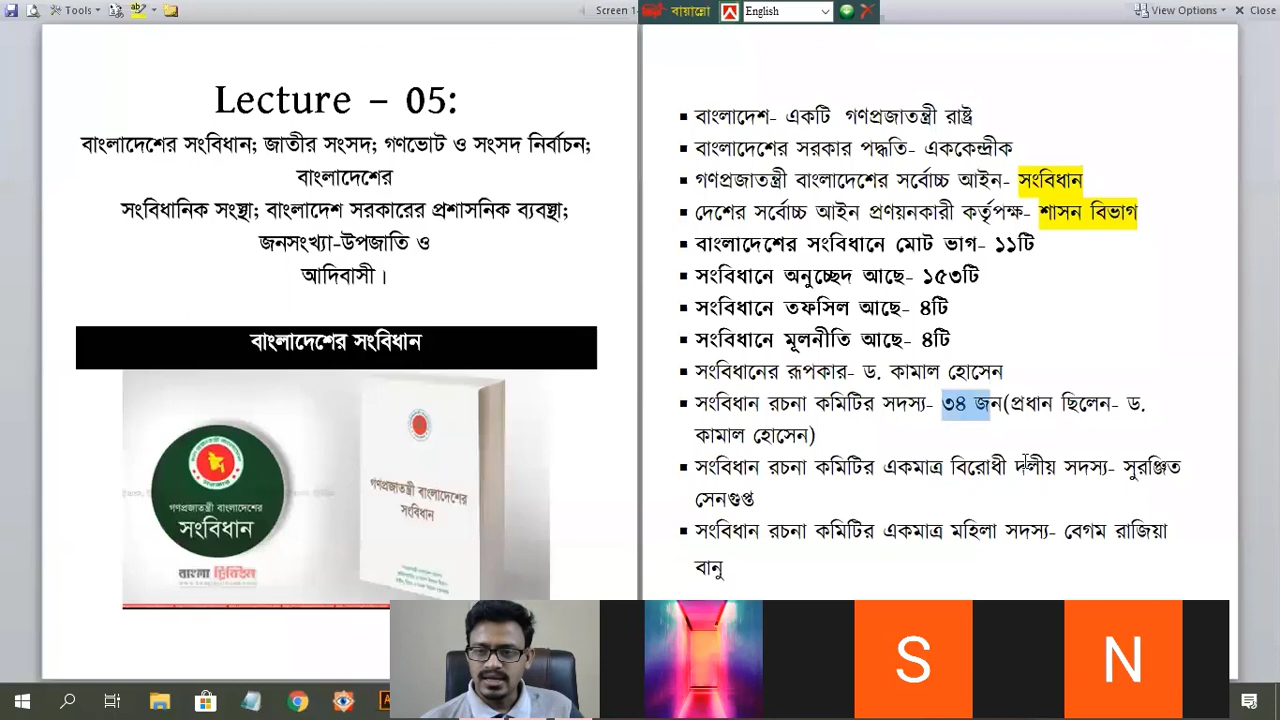 Tools
Screen 1-
বায়ান্নো
English
View Options
Close
Lecture – 05:
বাংলাদেশের সংবিধান; জাতীর সংসদ; গণভোট ও সংসদ নির্বাচন;
বাংলাদেশের
সংবিধানিক সংস্থা; বাংলাদেশ সরকারের প্রশাসনিক ব্যবস্থা;
জনসংখ্যা-উপজাতি ও
আদিবাসী।
বাংলাদেশের সংবিধান
গণপ্রজাতন্ত্রী বাংলাদেশের
সংবিধান
বাংলা ট্রিবিউন
গণপ্রজাতন্ত্রী বাংলাদেশের
সংবিধান
▪ বাংলাদেশ- একটি গণপ্রজাতন্ত্রী রাষ্ট্র
▪ বাংলাদেশের সরকার পদ্ধতি- এককেন্দ্রীক
▪ গণপ্রজাতন্ত্রী বাংলাদেশের সর্বোচ্চ আইন- সংবিধান
▪ দেশের সর্বোচ্চ আইন প্রণয়নকারী কর্তৃপক্ষ- শাসন বিভাগ
▪ বাংলাদেশের সংবিধানে মোট ভাগ- ১১টি
▪ সংবিধানে অনুচ্ছেদ আছে- ১৫৩টি
▪ সংবিধানে তফসিল আছে- ৪টি
▪ সংবিধানে মূলনীতি আছে- ৪টি
▪ সংবিধানের রূপকার- ড. কামাল হোসেন
▪ সংবিধান রচনা কমিটির সদস্য- ৩৪ জন(প্রধান ছিলেন- ড.
কামাল হোসেন)
▪ সংবিধান রচনা কমিটির একমাত্র বিরোধী দলীয় সদস্য- সুরঞ্জিত
সেনগুপ্ত
▪ সংবিধান রচনা কমিটির একমাত্র মহিলা সদস্য- বেগম রাজিয়া
বানু
S
N